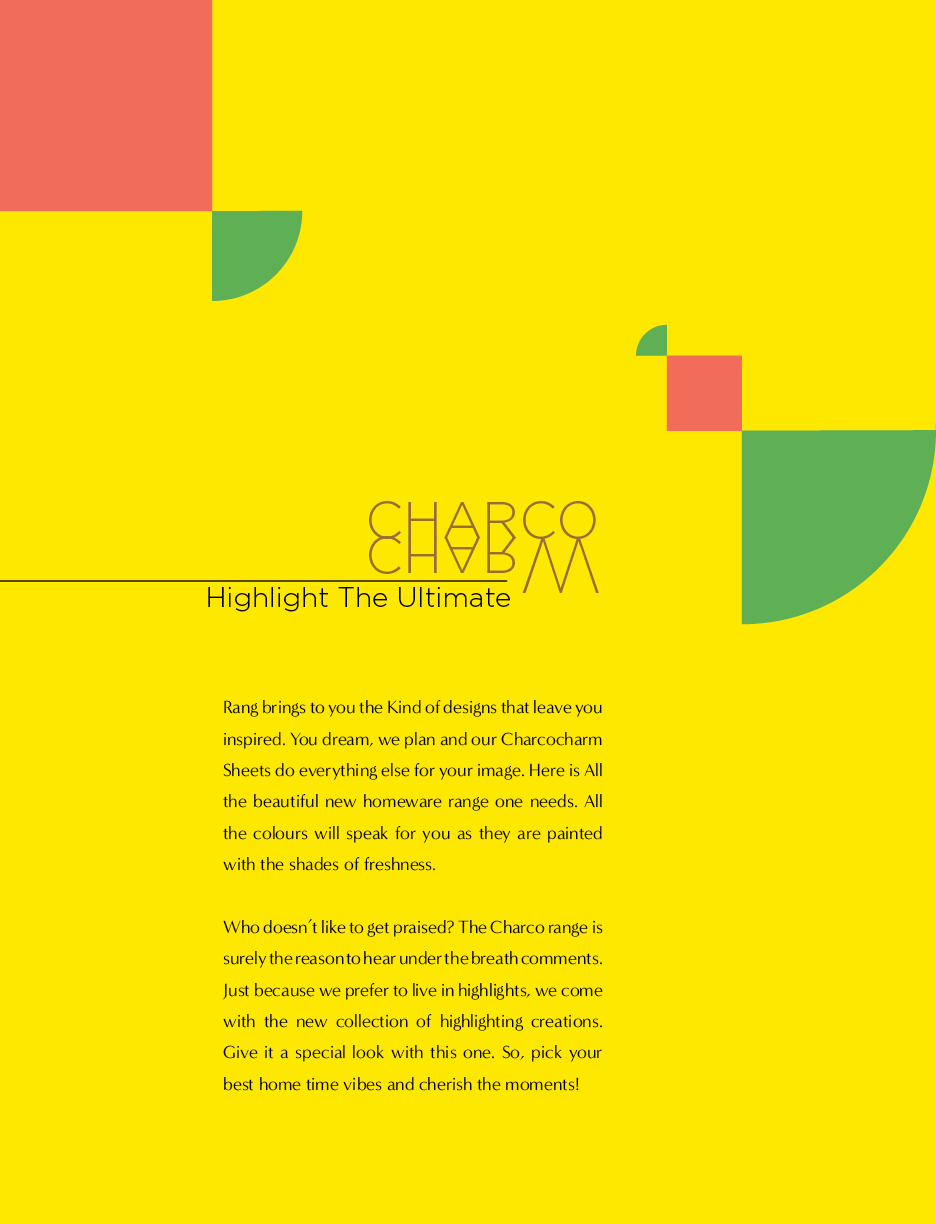 CHARCO
CHARM
Highlight The Ultimate
Rang brings to you the Kind of designs that leave you
inspired. You dream, we plan and our Charcocharm
Sheets do everything else for your image. Here is All
the beautiful new homeware range one needs. All
the colours will speak for you as they are painted
with the shades of freshness.
Who doesn´t like to get praised? The Charco range is
surely the reason to hear under the breath comments.
Just because we prefer to live in highlights, we come
with the new collection of highlighting creations.
Give it a special look with this one. So, pick your
best home time vibes and cherish the moments!